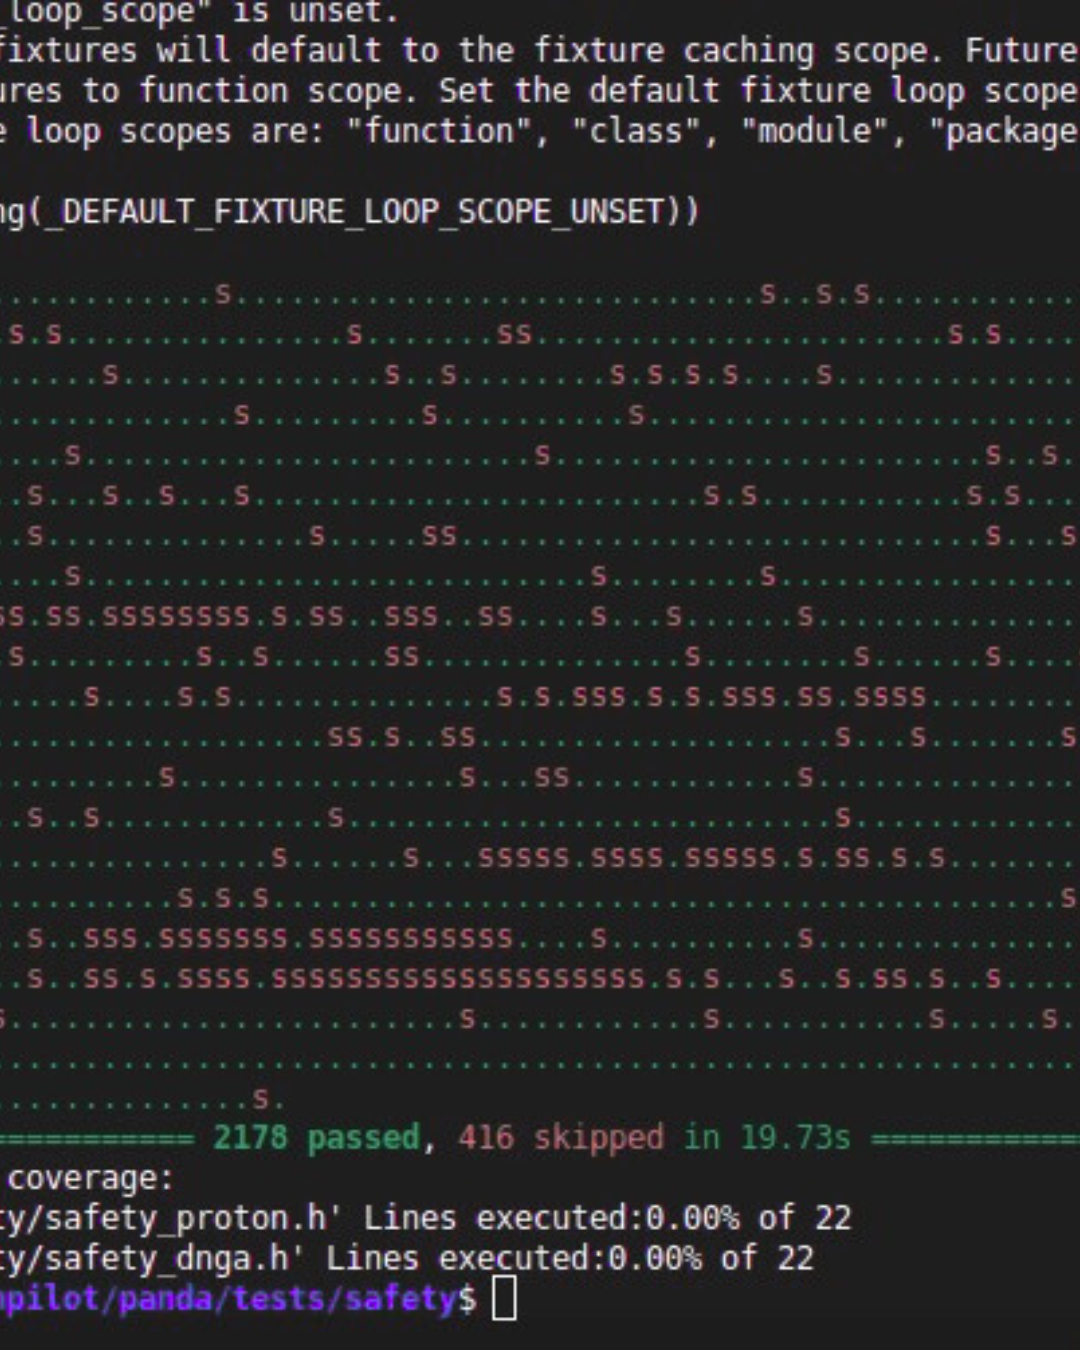 _loop_scope" is unset.
fixtures will default to the fixture caching scope. Future
ures to function scope. Set the default fixture loop scope
e loop scopes are: "function", "class", "module", "package
ng(_DEFAULT_FIXTURE_LOOP_SCOPE_UNSET))
............s............................s..s.s...........
s.s...............s.......ss......................s.s....
......s..............s..s........s.s.s.s....s.............
.............s.........s..........s.......................
....s........................s.......................s..s.
.s...s..s...s........................s.s...........s.s...
.s..............s.....ss............................s...s
....s...........................s........s................
ss.ss.ssssssss.s.ss..sss..ss....s...s......s..............
s.........s..s......ss..............s........s......s....
.....s....s.s..............s.s.sss.s.s.sss.ss.ssss........
..................ss.s..ss...................s...s.......s
.........s...............s...ss............s..............
.s..s............s..........................s............
...............s......s...sssss.ssss.sssss.s.ss.s.s.......
..........s.s.s..........................................s
.s..sss.sssssss.sssssssssss....s..........s..............
.s..ss.s.ssss.ssssssssssssssssssss.s.s...s..s.ss.s..s....
s........................s............s...........s.....s.
..........................................................
..............s.
=========== 2178 passed, 416 skipped in 19.73s ===========
coverage:
ty/safety_proton.h' Lines executed:0.00% of 22
ty/safety_dnga.h' Lines executed:0.00% of 22
pilot/panda/tests/safety$